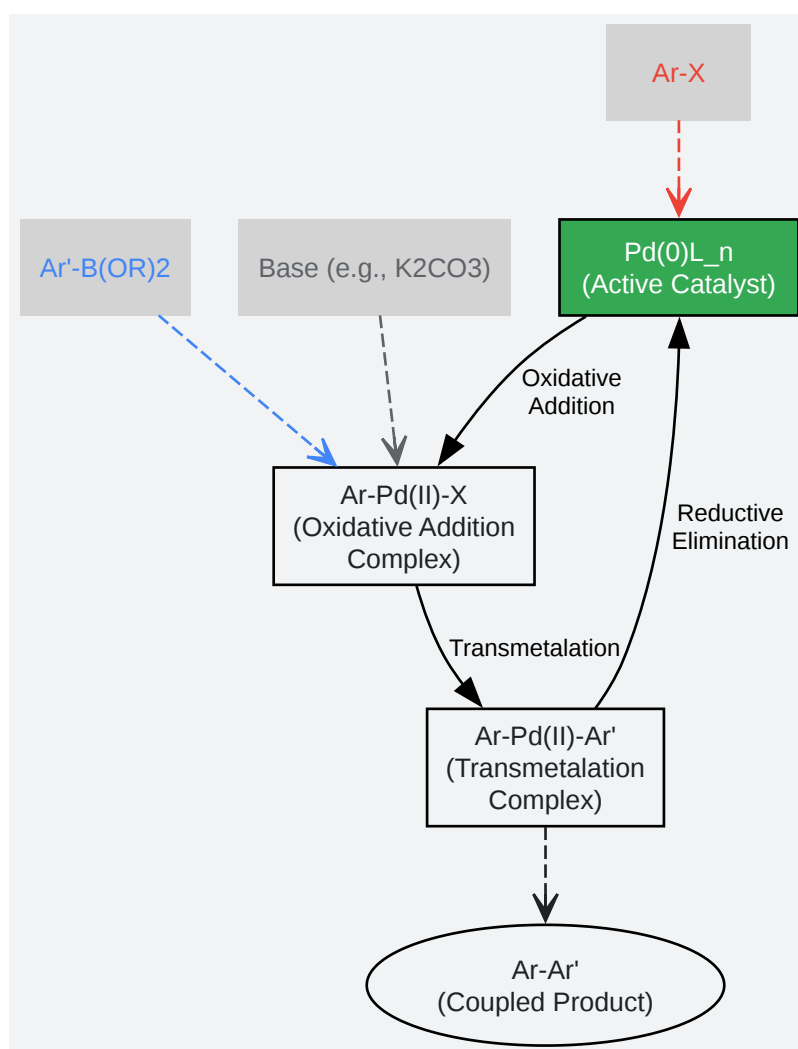 Ar-X
Ar'-B(OR)2
Base (e.g., K2CO3)
Pd(0)L_n
(Active Catalyst)
Oxidative
Addition
Ar-Pd(II)-X
(Oxidative Addition
Complex)
Reductive
Elimination
Transmetalation
Ar-Pd(II)-Ar'
(Transmetalation
Complex)
Ar-Ar'
(Coupled Product)